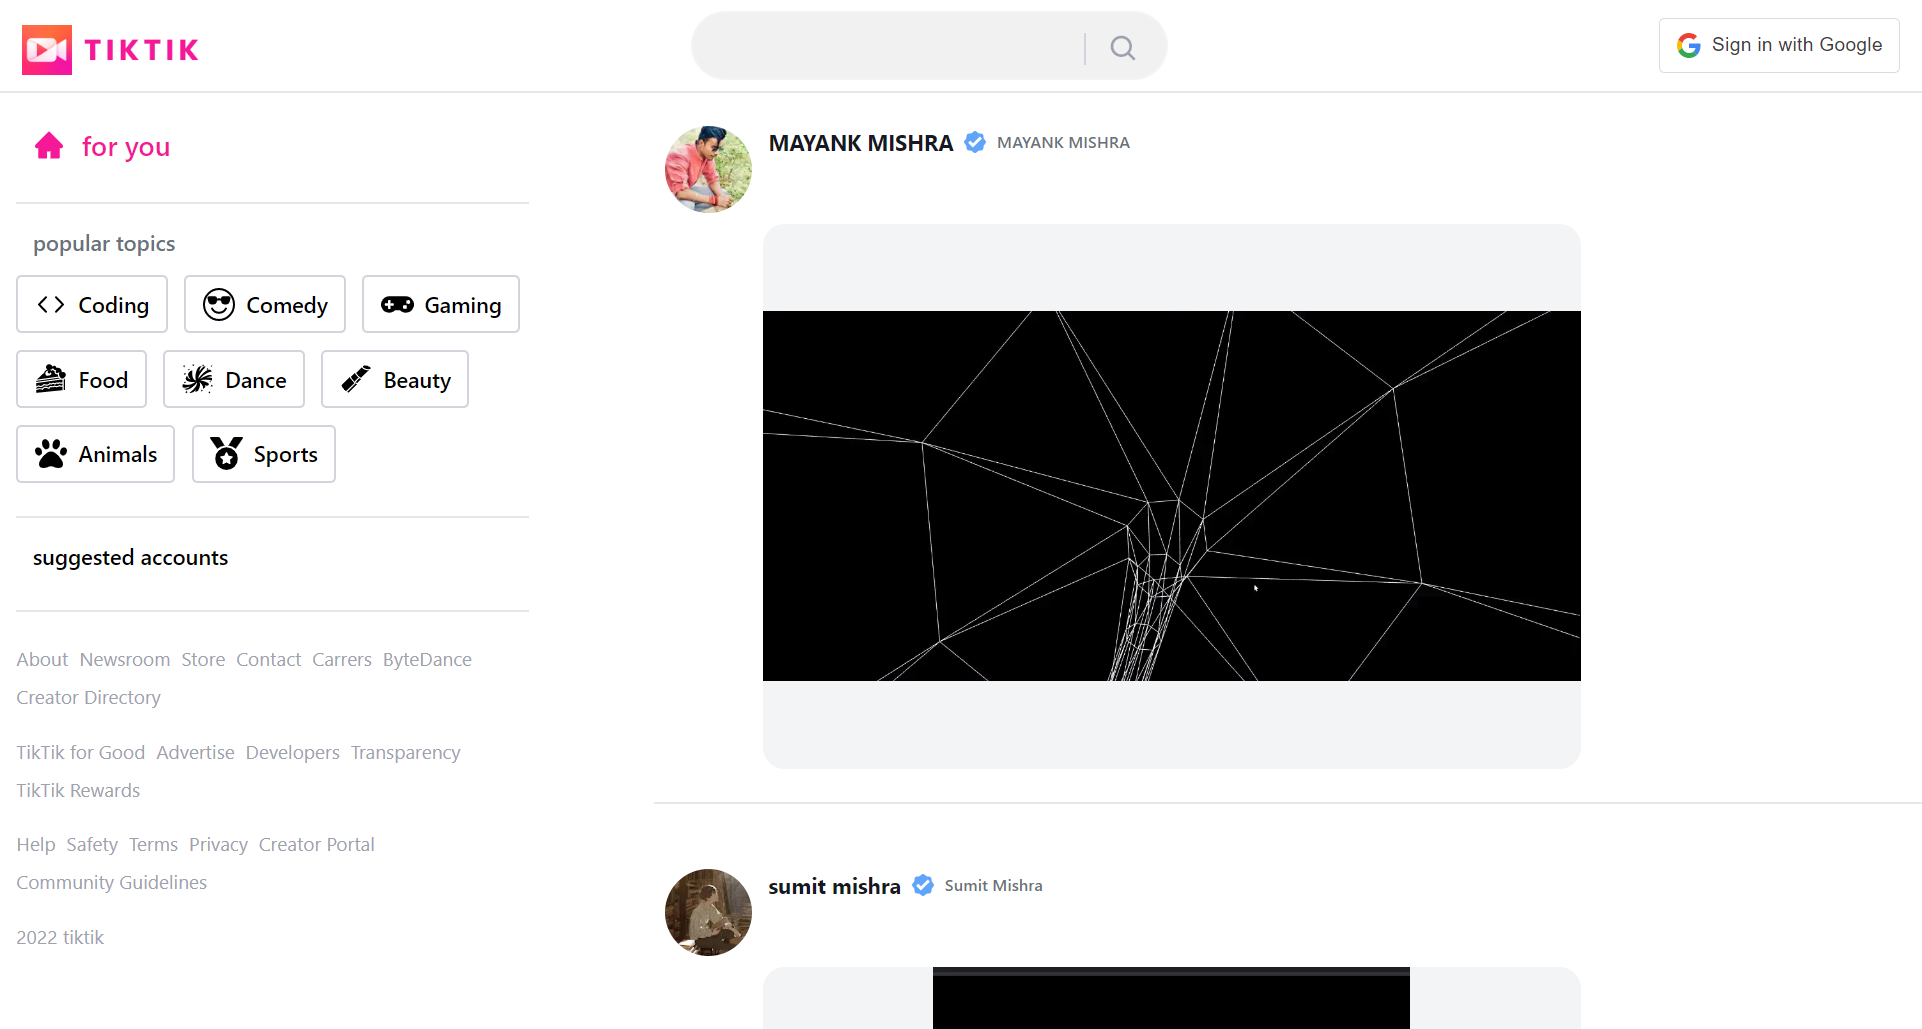 TIKTIK
Sign in with Google
for you
popular topics
Coding
Comedy
Gaming
Food
Dance
Beauty
Animals
Sports
suggested accounts
About Newsroom Store Contact Carrers ByteDance
Creator Directory
TikTik for Good Advertise Developers Transparency
TikTik Rewards
Help Safety Terms Privacy Creator Portal
Community Guidelines
2022 tiktik
MAYANK MISHRA MAYANK MISHRA
sumit mishra Sumit Mishra